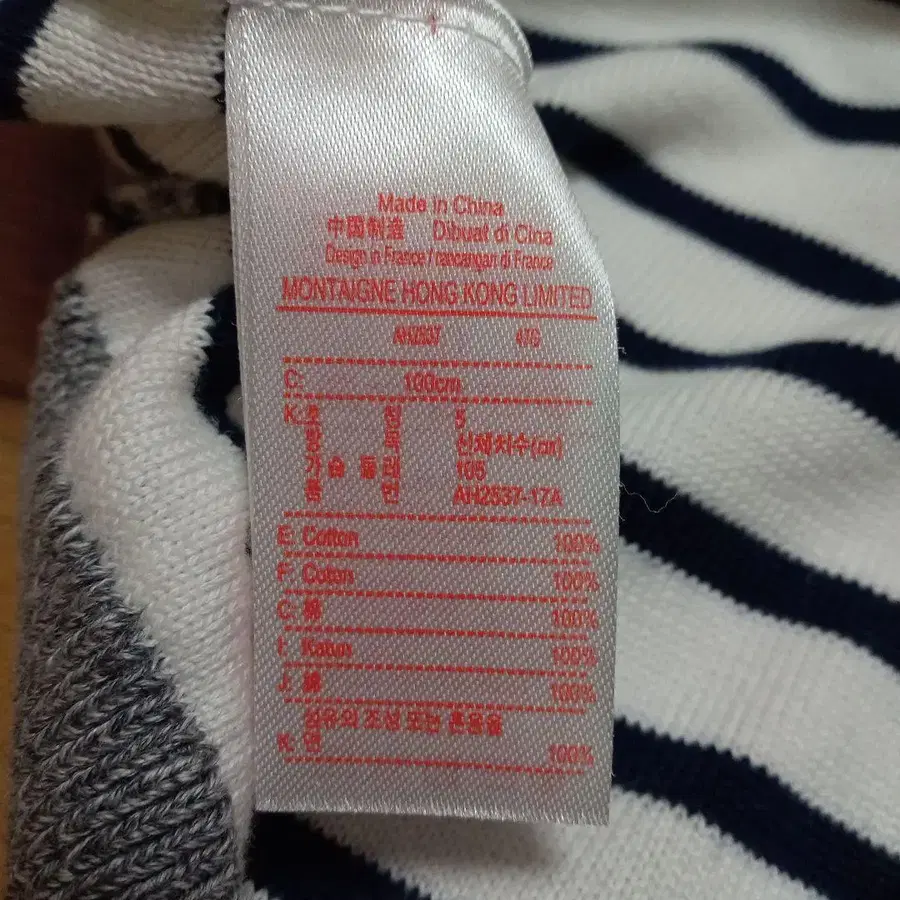 Made in China
中国制造 Dibuat di Cina
Design in France/rancangan di France
MONTAIGNE HONG KONG LIMITED
AH2537 47G
C: 100cm
K: 호칭 가슴둘레 5
신체치수(cm)
105
AH2537-17A
E: Cotton 100%
F: Coton 100%
C: 棉 100%
I: Katun 100%
J: 綿 100%
섬유의 조성 또는 혼용율
K: 면 100%